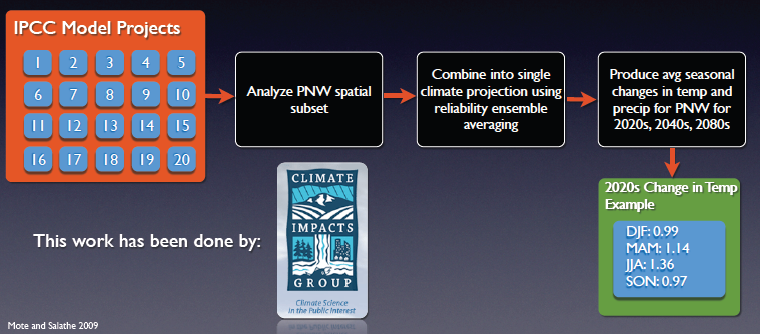 IPCC Model Projects
1 2 3 4 5
6 7 8 9 10
11 12 13 14 15
16 17 18 19 20
Analyze PNW spatial
subset
Combine into single
climate projection using
reliability ensemble
averaging
Produce avg seasonal
changes in temp and
precip for PNW for
2020s, 2040s, 2080s
2020s Change in Temp
Example
DJF: 0.99
MAM: 1.14
JJA: 1.36
SON: 0.97
This work has been done by:
CLIMATE
IMPACTS
GROUP
Climate Science
in the Public Interest
Mote and Salathe 2009